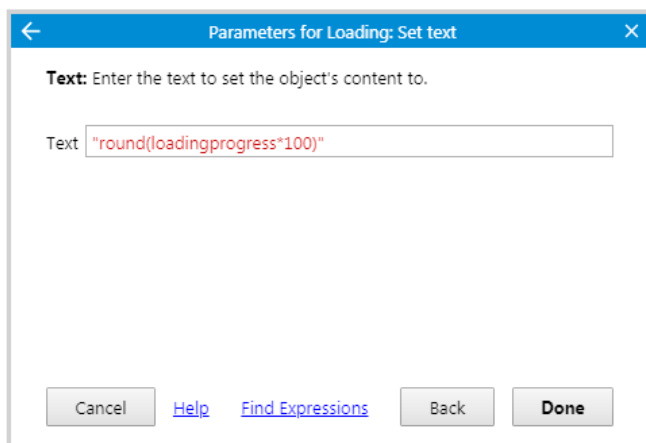 Parameters for Loading: Set text
Text: Enter the text to set the object's content to.
Text "round(loadingprogress*100)"
Cancel Help Find Expressions Back Done